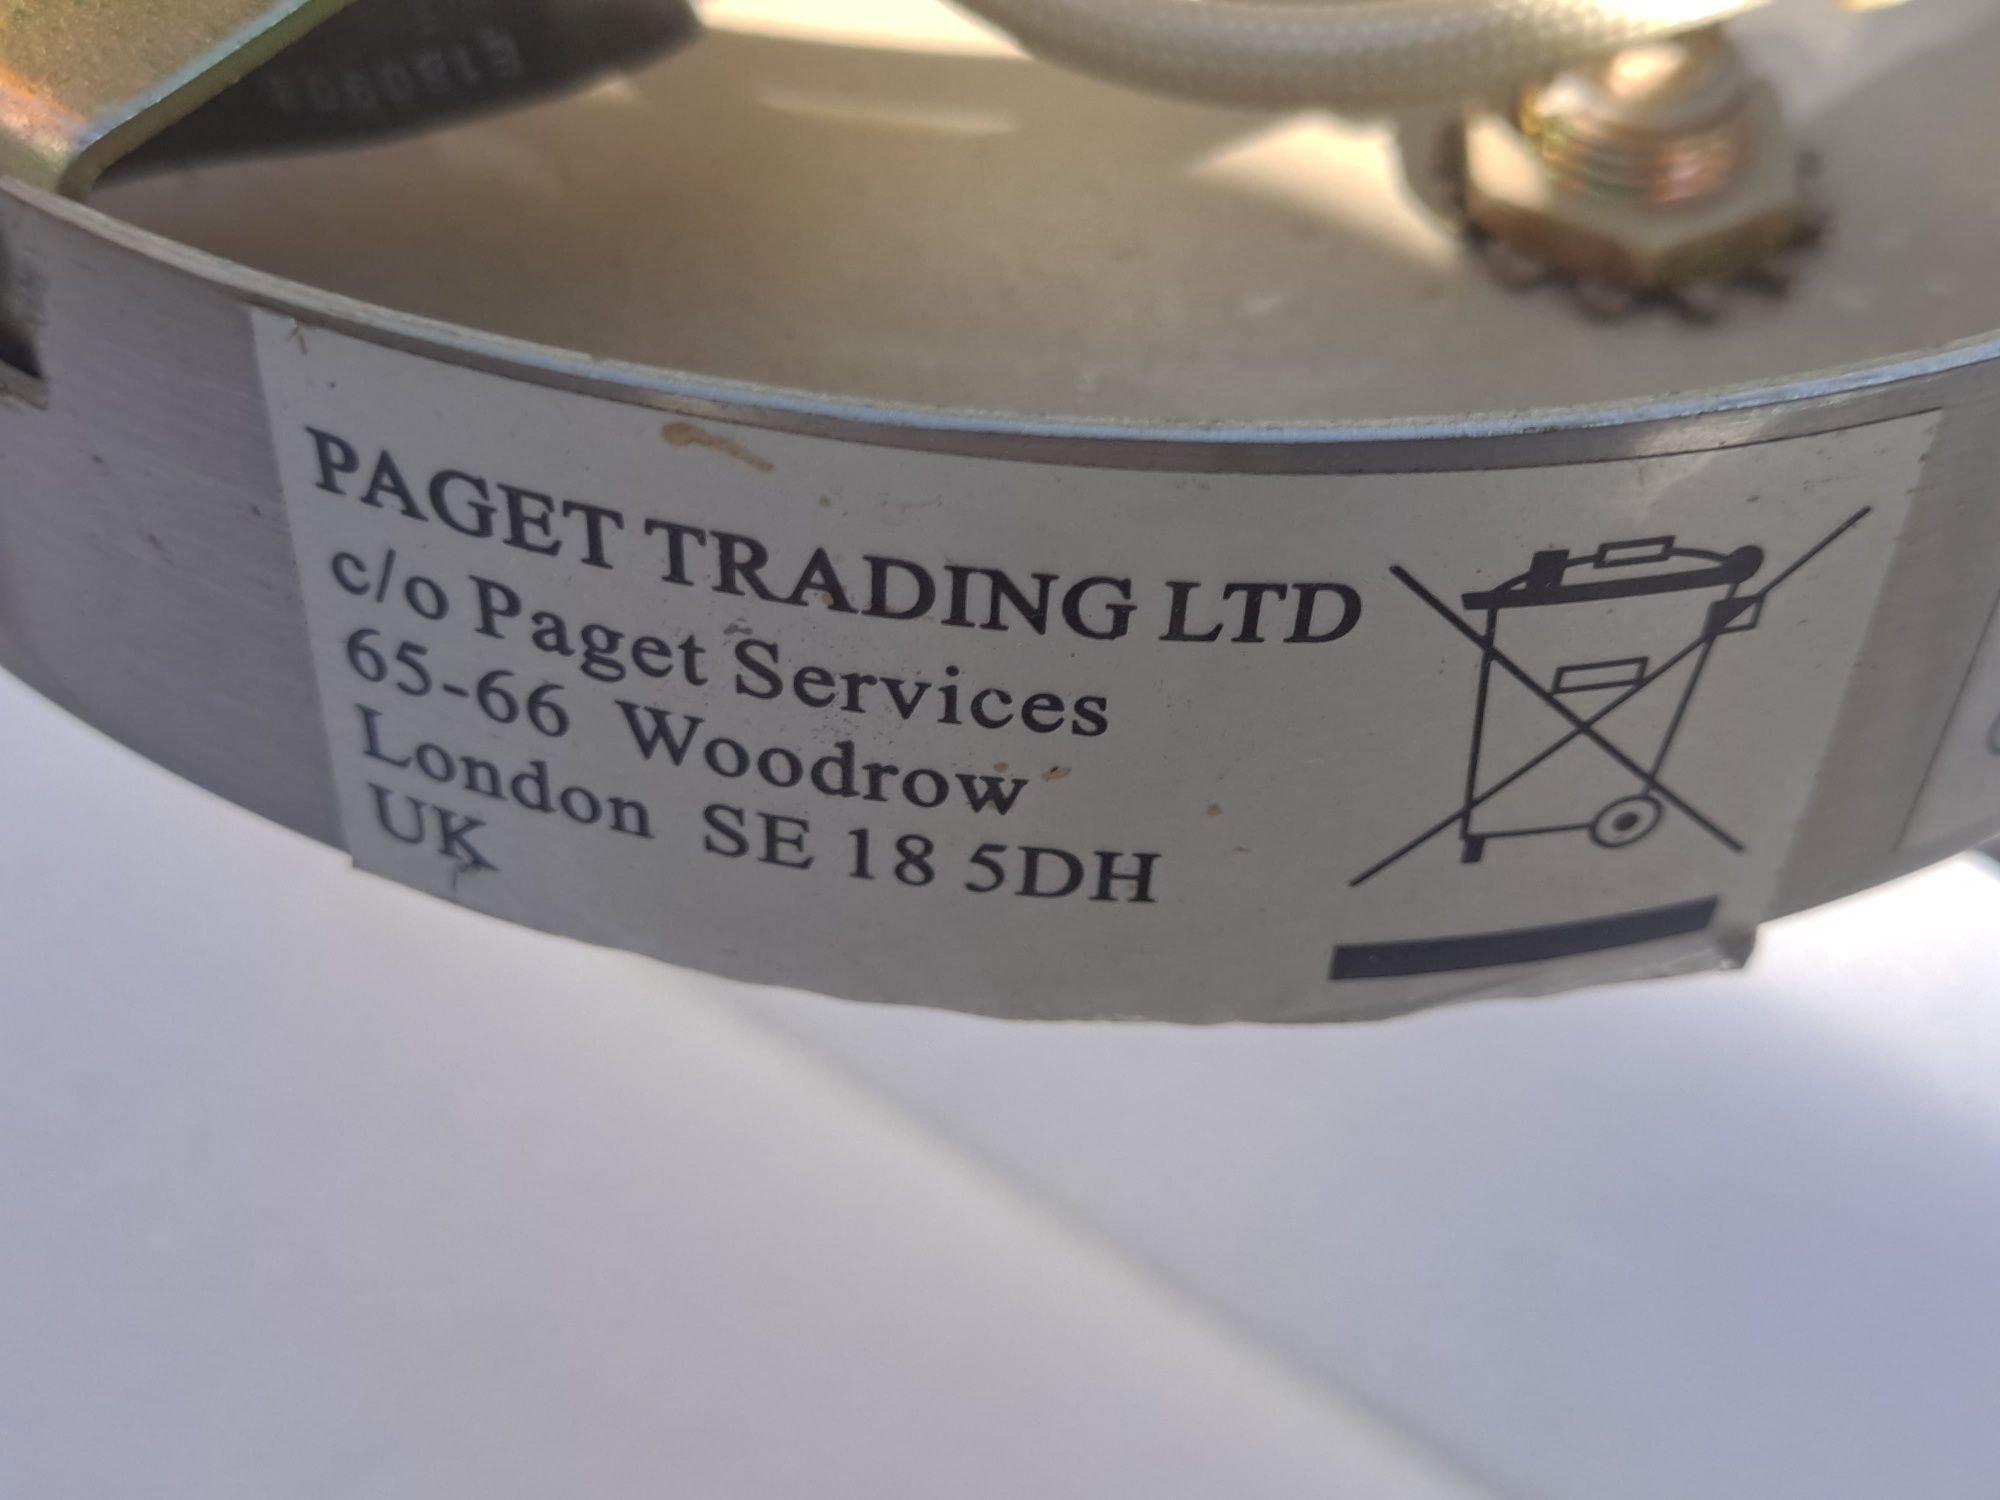 PAGET TRADING LTD
c/o Paget Services
65-66 Woodrow
London SE 18 5DH
UK